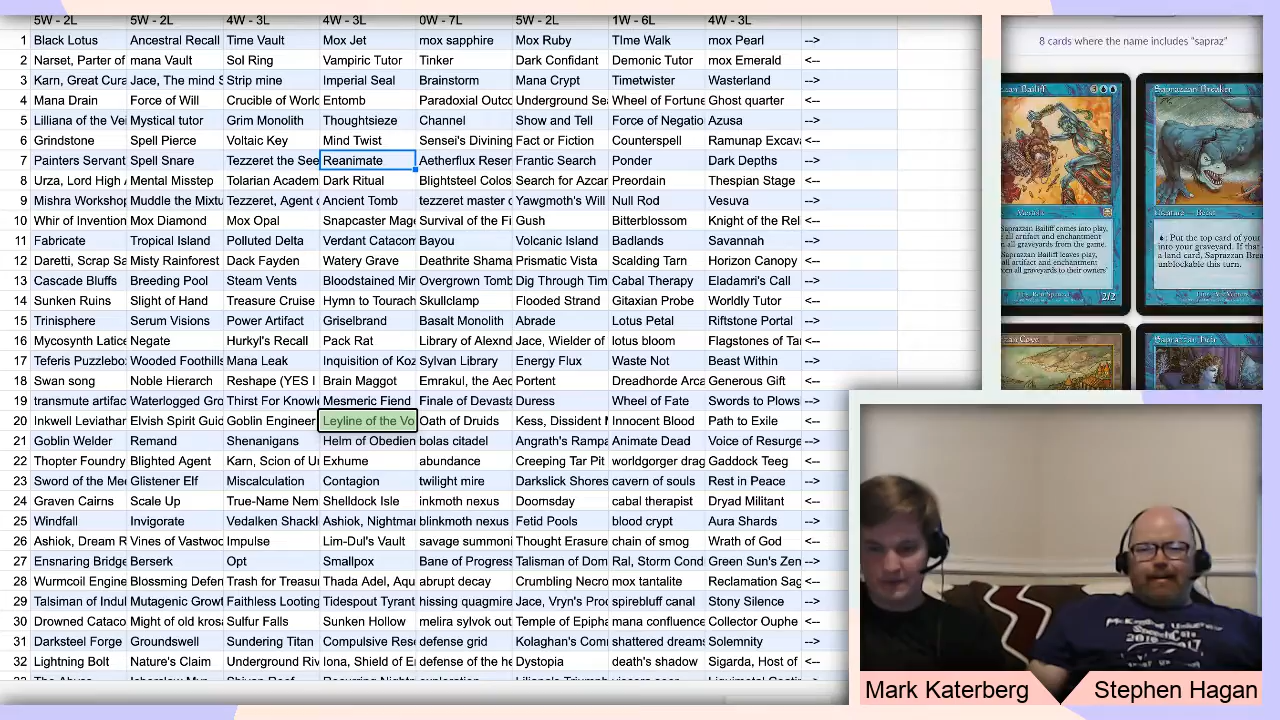 5W - 2L 5W - 2L 4W - 3L 4W - 3L 0W - 7L 5W - 2L 1W - 6L 4W - 3L
1 Black Lotus Ancestral Recall Time Vault Mox Jet mox sapphire Mox Ruby TIme Walk mox Pearl -->
2 Narset, Parter of mana Vault Sol Ring Vampiric Tutor Tinker Dark Confidant Demonic Tutor mox Emerald <--
3 Karn, Great Cura Jace, The mind S Strip mine Imperial Seal Brainstorm Mana Crypt Timetwister Wasterland -->
4 Mana Drain Force of Will Crucible of Worlc Entomb Paradoxial Outc Underground Se Wheel of Fortune Ghost quarter <--
5 Lilliana of the Ve Mystical tutor Grim Monolith Thoughtsieze Channel Show and Tell Force of Negatio Azusa -->
6 Grindstone Spell Pierce Voltaic Key Mind Twist Sensei's Divining Fact or Fiction Counterspell Ramunap Excava <--
7 Painters Servant Spell Snare Tezzeret the See Reanimate Aetherflux Reser Frantic Search Ponder Dark Depths -->
8 Urza, Lord High Mental Misstep Tolarian Academ Dark Ritual Blightsteel Colos Search for Azcar Preordain Thespian Stage <--
9 Mishra Workshop Muddle the Mixtu Tezzeret, Agent Ancient Tomb tezzeret master Yawgmoth's Will Null Rod Vesuva -->
10 Whir of Invention Mox Diamond Mox Opal Snapcaster Mage Survival of the Fi Gush Bitterblossom Knight of the Rel <--
11 Fabricate Tropical Island Polluted Delta Verdant Catacom Bayou Volcanic Island Badlands Savannah -->
12 Daretti, Scrap Sa Misty Rainforest Dack Fayden Watery Grave Deathrite Shama Prismatic Vista Scalding Tarn Horizon Canopy <--
13 Cascade Bluffs Breeding Pool Steam Vents Bloodstained Mir Overgrown Tomb Dig Through Tim Cabal Therapy Eladamri's Call -->
14 Sunken Ruins Slight of Hand Treasure Cruise Hymn to Tourach Skullclamp Flooded Strand Gitaxian Probe Worldly Tutor <--
15 Trinisphere Serum Visions Power Artifact Griselbrand Basalt Monolith Abrade Lotus Petal Riftstone Portal -->
16 Mycosynth Lattic Negate Hurkyl's Recall Pack Rat Library of Alexnd Jace, Wielder of lotus bloom Flagstones of Ta <--
17 Teferis Puzzlebo Wooded Foothills Mana Leak Inquisition of Koz Sylvan Library Energy Flux Waste Not Beast Within -->
18 Swan song Noble Hierarch Reshape (YES I Brain Maggot Emrakul, the Aec Portent Dreadhorde Arca Generous Gift <--
19 transmute artifac Waterlogged Gro Thirst For Knowle Mesmeric Fiend Finale of Devasta Duress Wheel of Fate Swords to Plows -->
20 Inkwell Leviathan Elvish Spirit Guid Goblin Engineer Leyline of the Vo Oath of Druids Kess, Dissident Innocent Blood Path to Exile <--
21 Goblin Welder Remand Shenanigans Helm of Obedien bolas citadel Angrath's Rampa Animate Dead Voice of Resurge -->
22 Thopter Foundry Blighted Agent Karn, Scion of U Exhume abundance Creeping Tar Pit worldgorger drag Gaddock Teeg <--
23 Sword of the Mee Glistener Elf Miscalculation Contagion twilight mire Darkslick Shores cavern of souls Rest in Peace -->
24 Graven Cairns Scale Up True-Name Nem Shelldock Isle inkmoth nexus Doomsday cabal therapist Dryad Militant <--
25 Windfall Invigorate Vedalken Shackl Ashiok, Nightmar blinkmoth nexus Fetid Pools blood crypt Aura Shards -->
26 Ashiok, Dream R Vines of Vastwoo Impulse Lim-Dul's Vault savage summoni Thought Erasure chain of smog Wrath of God <--
27 Ensnaring Bridge Berserk Opt Smallpox Bane of Progress Talisman of Dom Ral, Storm Cond Green Sun's Zen -->
28 Wurmcoil Engine Blossming Defen Trash for Treasur Thada Adel, Aqu abrupt decay Crumbling Necro mox tantalite Reclamation Sag <--
29 Talsiman of Indul Mutagenic Growt Faithless Looting Tidespout Tyrant hissing quagmire Jace, Vryn's Proc spirebluff canal Stony Silence -->
30 Drowned Cataco Might of old krosa Sulfur Falls Sunken Hollow melira sylvok out Temple of Epipha mana confluence Collector Ouphe <--
31 Darksteel Forge Groundswell Sundering Titan Compulsive Rese defense grid Kolaghan's Com shattered dreams Solemnity -->
32 Lightning Bolt Nature's Claim Underground Riv Iona, Shield of E defense of the he Dystopia death's shadow Sigarda, Host of <--
8 cards where the name includes "sapraz"
zzan Bailiff
Saprazzan Breaker
2/2
Creature — Beast
Mark Katerberg
Stephen Hagan